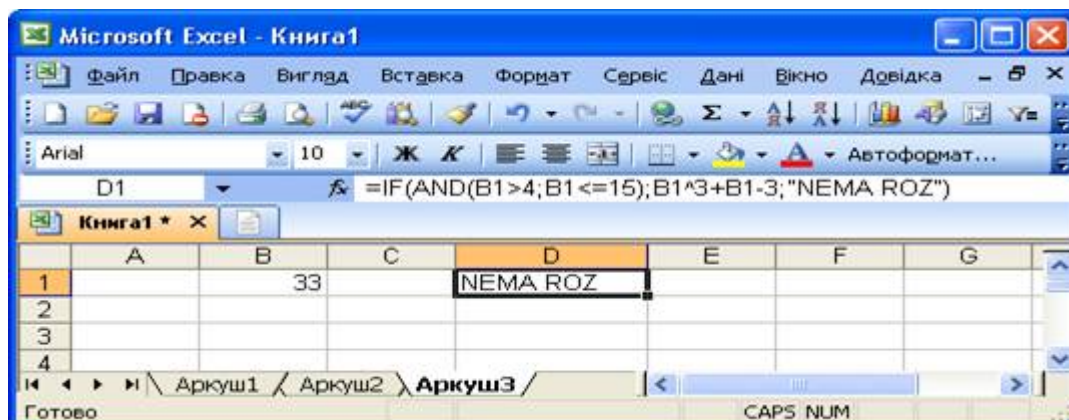 Microsoft Excel - Книга1
Файл Правка Вигляд Вставка Формат Сервіс Дані Вікно Довідка
Arial 10 Ж К Автоформат...
D1 fx =IF(AND(B1>4;B1<=15);B1^3+B1-3;"NEMA ROZ")
Книга1 *
A B C D E F G
1 33 NEMA ROZ
2
3
4
Аркуш1 Аркуш2 Аркуш3
Готово CAPS NUM